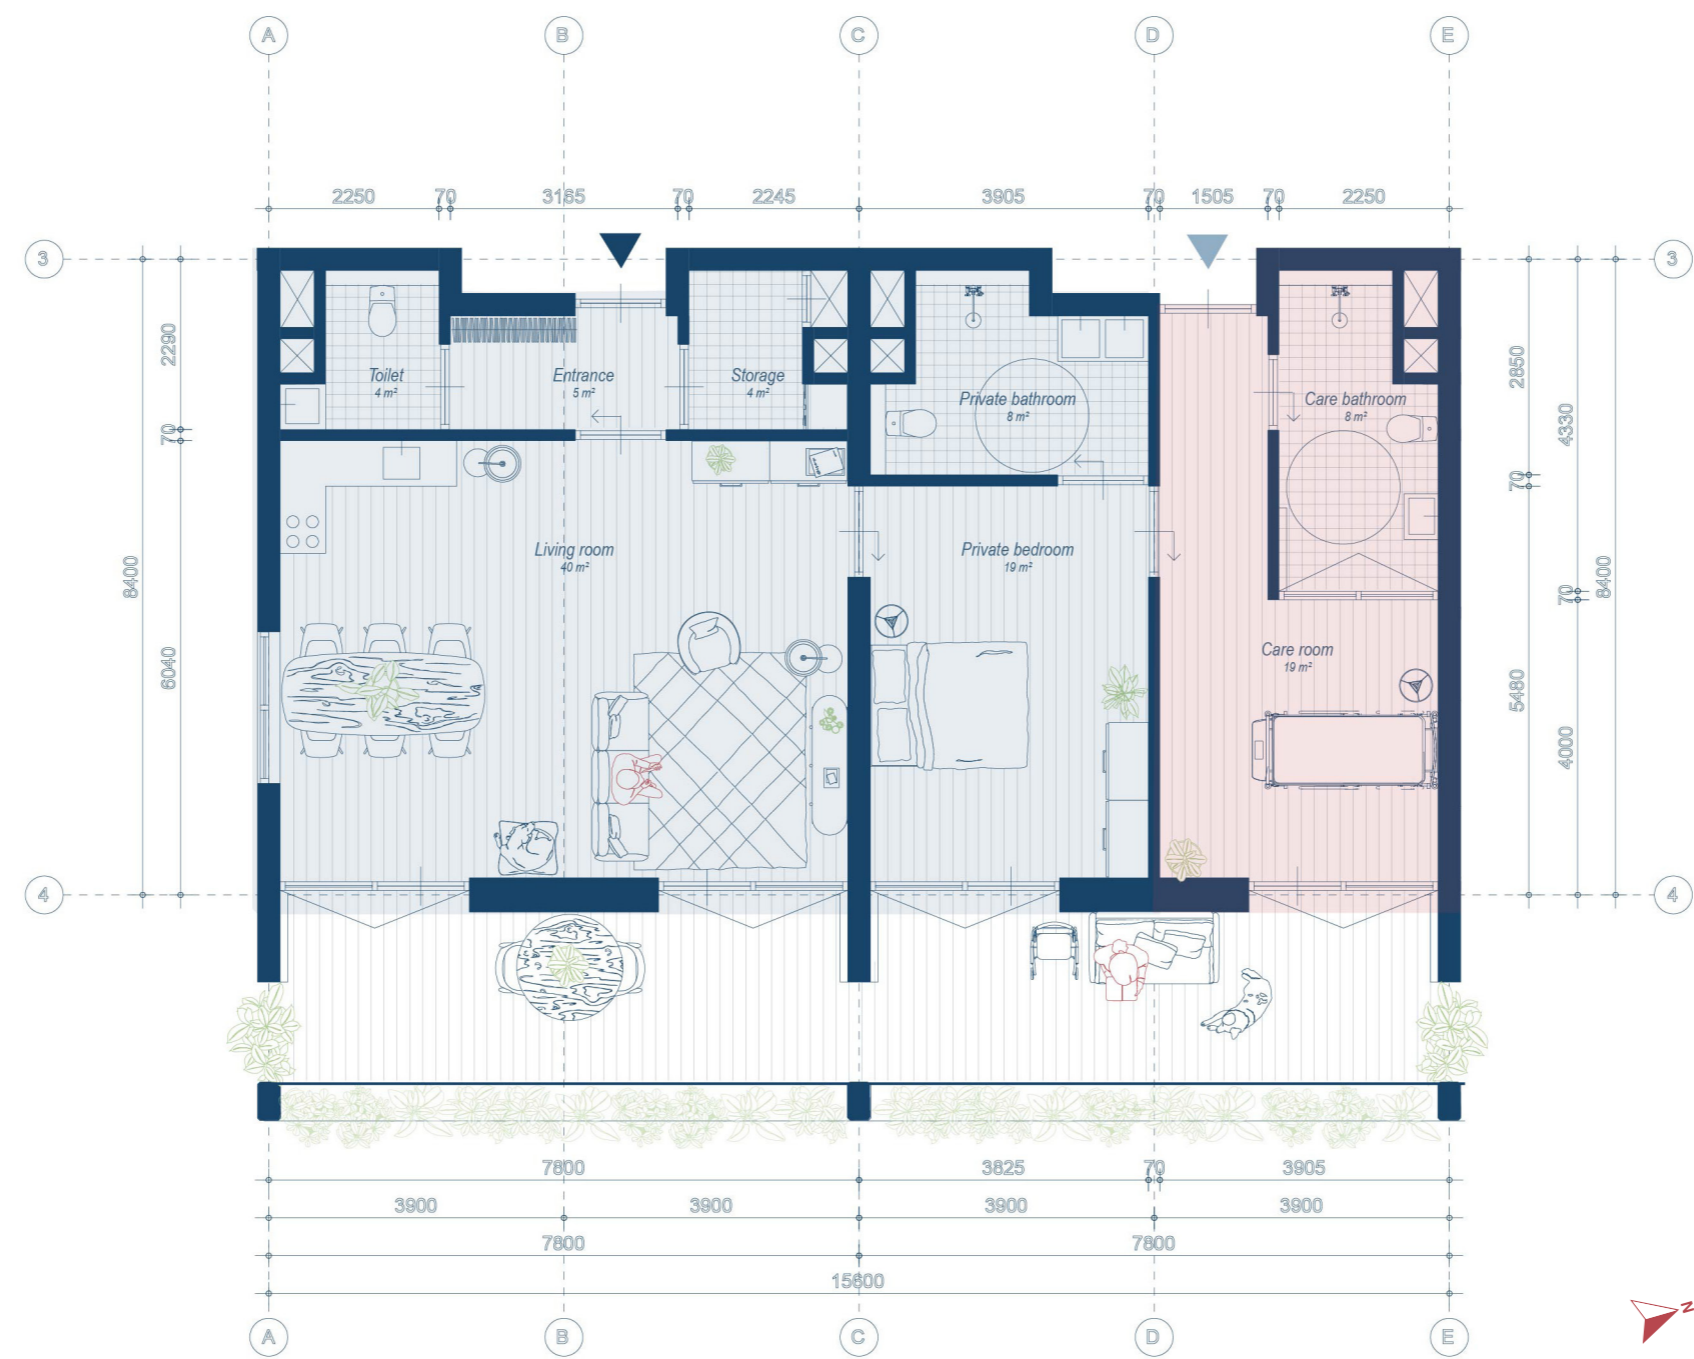 A B C D E
2250 70 3165 70 2245 3905 70 1505 70 2250
3 3
2290
2850
Toilet
4 m²
Entrance
5 m²
Storage
4 m²
Private bathroom
8 m²
Care bathroom
8 m²
70
4330
70
Living room
40 m²
Private bedroom
19 m²
8400
70
8400
6040
Care room
19 m²
5480
4000
4 4
7800 3825 70 3905
3900 3900 3900 3900
7800 7800
15600
A B C D E
N